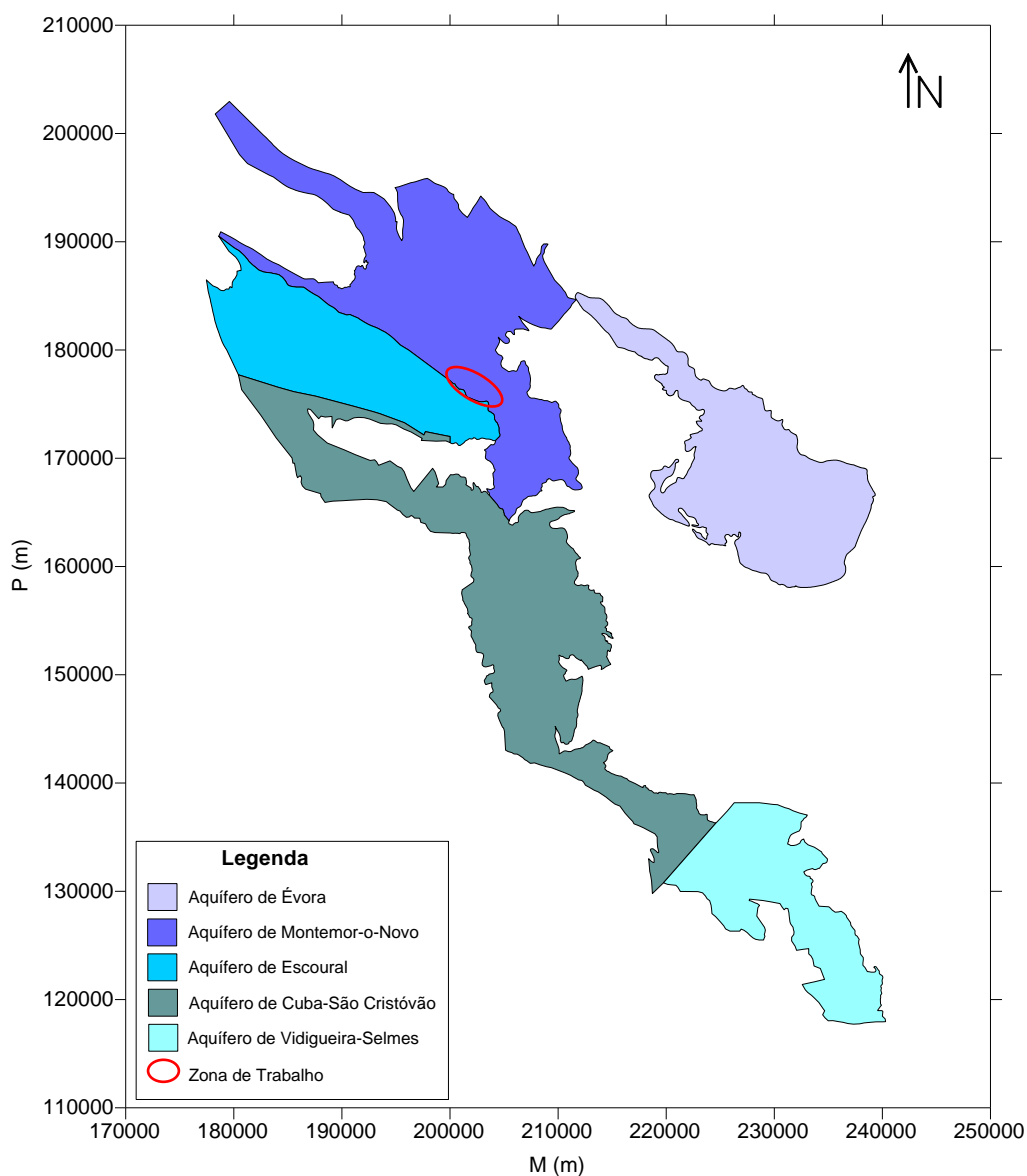 210000
200000
190000
180000
170000
160000
150000
140000
130000
120000
110000
P (m)
N
Legenda
Aquífero de Évora
Aquífero de Montemor-o-Novo
Aquífero de Escoural
Aquífero de Cuba-São Cristóvão
Aquífero de Vidigueira-Selmes
Zona de Trabalho
170000 180000 190000 200000 210000 220000 230000 240000 250000
M (m)